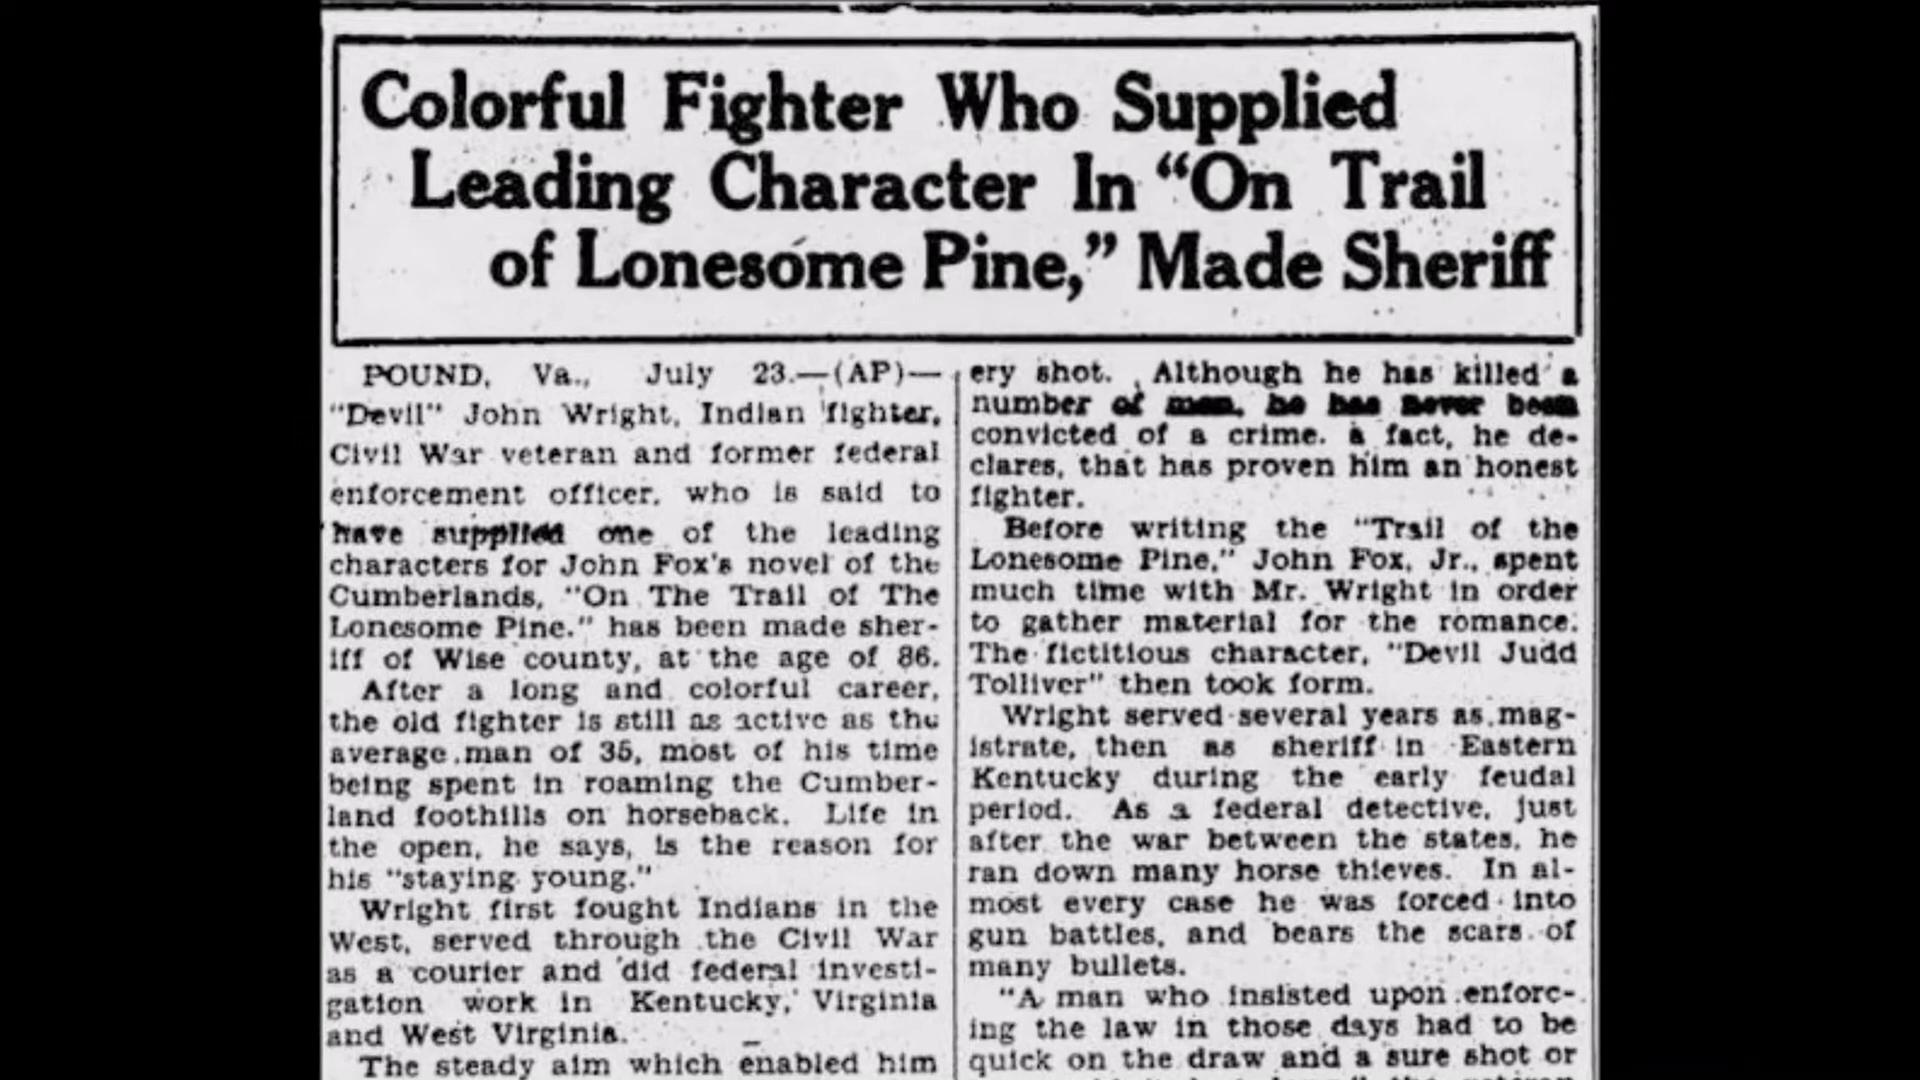 Colorful Fighter Who Supplied
Leading Character In "On Trail
of Lonesome Pine," Made Sheriff
POUND, Va., July 23.—(AP)—
"Devil" John Wright, Indian fighter,
Civil War veteran and former federal
enforcement officer, who is said to
have supplied one of the leading
characters for John Fox's novel of the
Cumberlands, "On The Trail of The
Lonesome Pine." has been made sher-
iff of Wise county, at the age of 86.
After a long and colorful career,
the old fighter is still as active as the
average man of 35, most of his time
being spent in roaming the Cumber-
land foothills on horseback. Life in
the open, he says, is the reason for
his "staying young."
Wright first fought Indians in the
West, served through the Civil War
as a courier and did federal investi-
gation work in Kentucky, Virginia
and West Virginia.
The steady aim which enabled him
ery shot. Although he has killed a
number of men, he has never been
convicted of a crime. a fact, he de-
clares, that has proven him an honest
fighter.
Before writing the "Trail of the
Lonesome Pine," John Fox, Jr., spent
much time with Mr. Wright in order
to gather material for the romance.
The fictitious character, "Devil Judd
Tolliver" then took form.
Wright served several years as mag-
istrate, then as sheriff in Eastern
Kentucky during the early feudal
period. As a federal detective, just
after the war between the states, he
ran down many horse thieves. In al-
most every case he was forced into
gun battles, and bears the scars of
many bullets.
"A man who insisted upon enforc-
ing the law in those days had to be
quick on the draw and a sure shot or